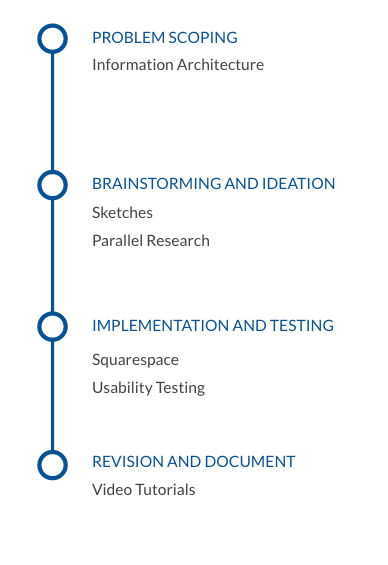 PROBLEM SCOPING
Information Architecture
BRAINSTORMING AND IDEATION
Sketches
Parallel Research
IMPLEMENTATION AND TESTING
Squarespace
Usability Testing
REVISION AND DOCUMENT
Video Tutorials